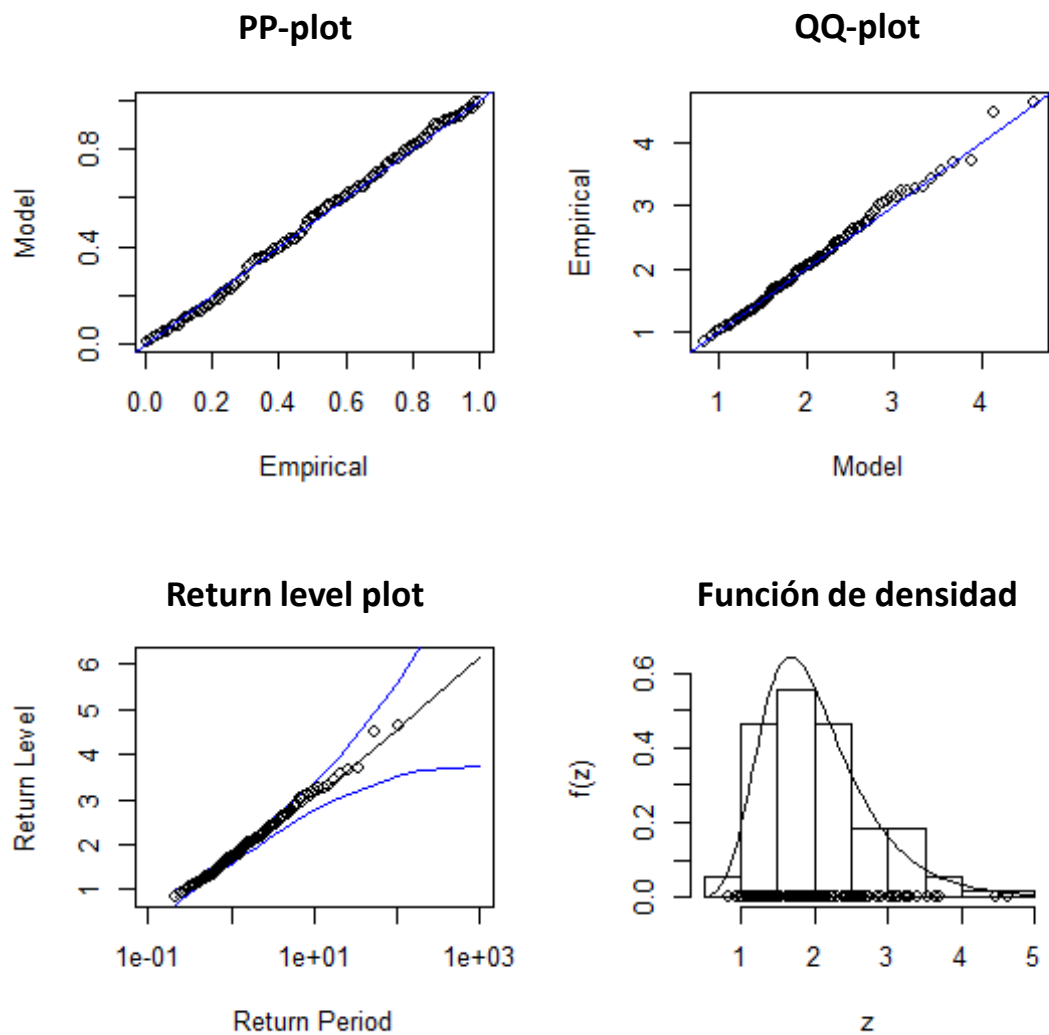 PP-plot
QQ-plot
Model
0.0 0.4 0.8
0.0 0.2 0.4 0.6 0.8 1.0
Empirical
Empirical
1 2 3 4
1 2 3 4
Model
Return level plot
Función de densidad
Return Level
1 2 3 4 5 6
1e-01 1e+01 1e+03
Return Period
f(z)
0.0 0.2 0.4 0.6
1 2 3 4 5
z